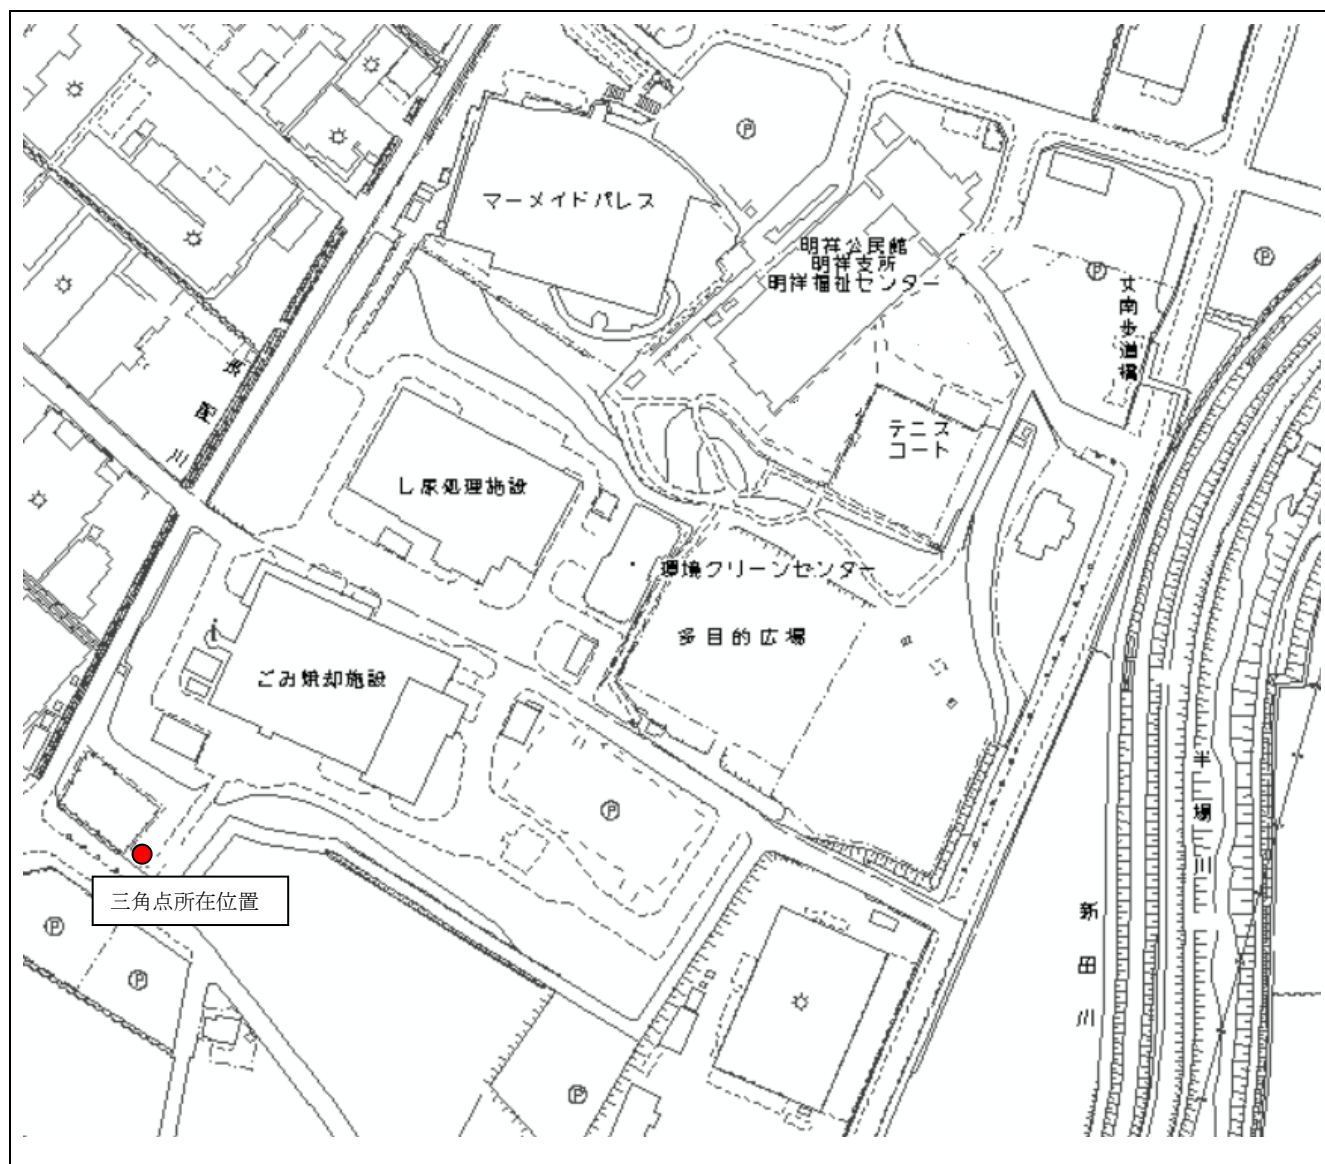 マーメイドパレス
明祥公民館
明祥支所
明祥福祉センター
丈南歩道橋
テニス
コート
し尿処理施設
環境クリーンセンター
多目的広場
ごみ焼却施設
三角点所在位置
半場川
新田川
Ⓟ
Ⓟ
Ⓟ
Ⓟ
Ⓟ
Ⓟ
Ⓟ